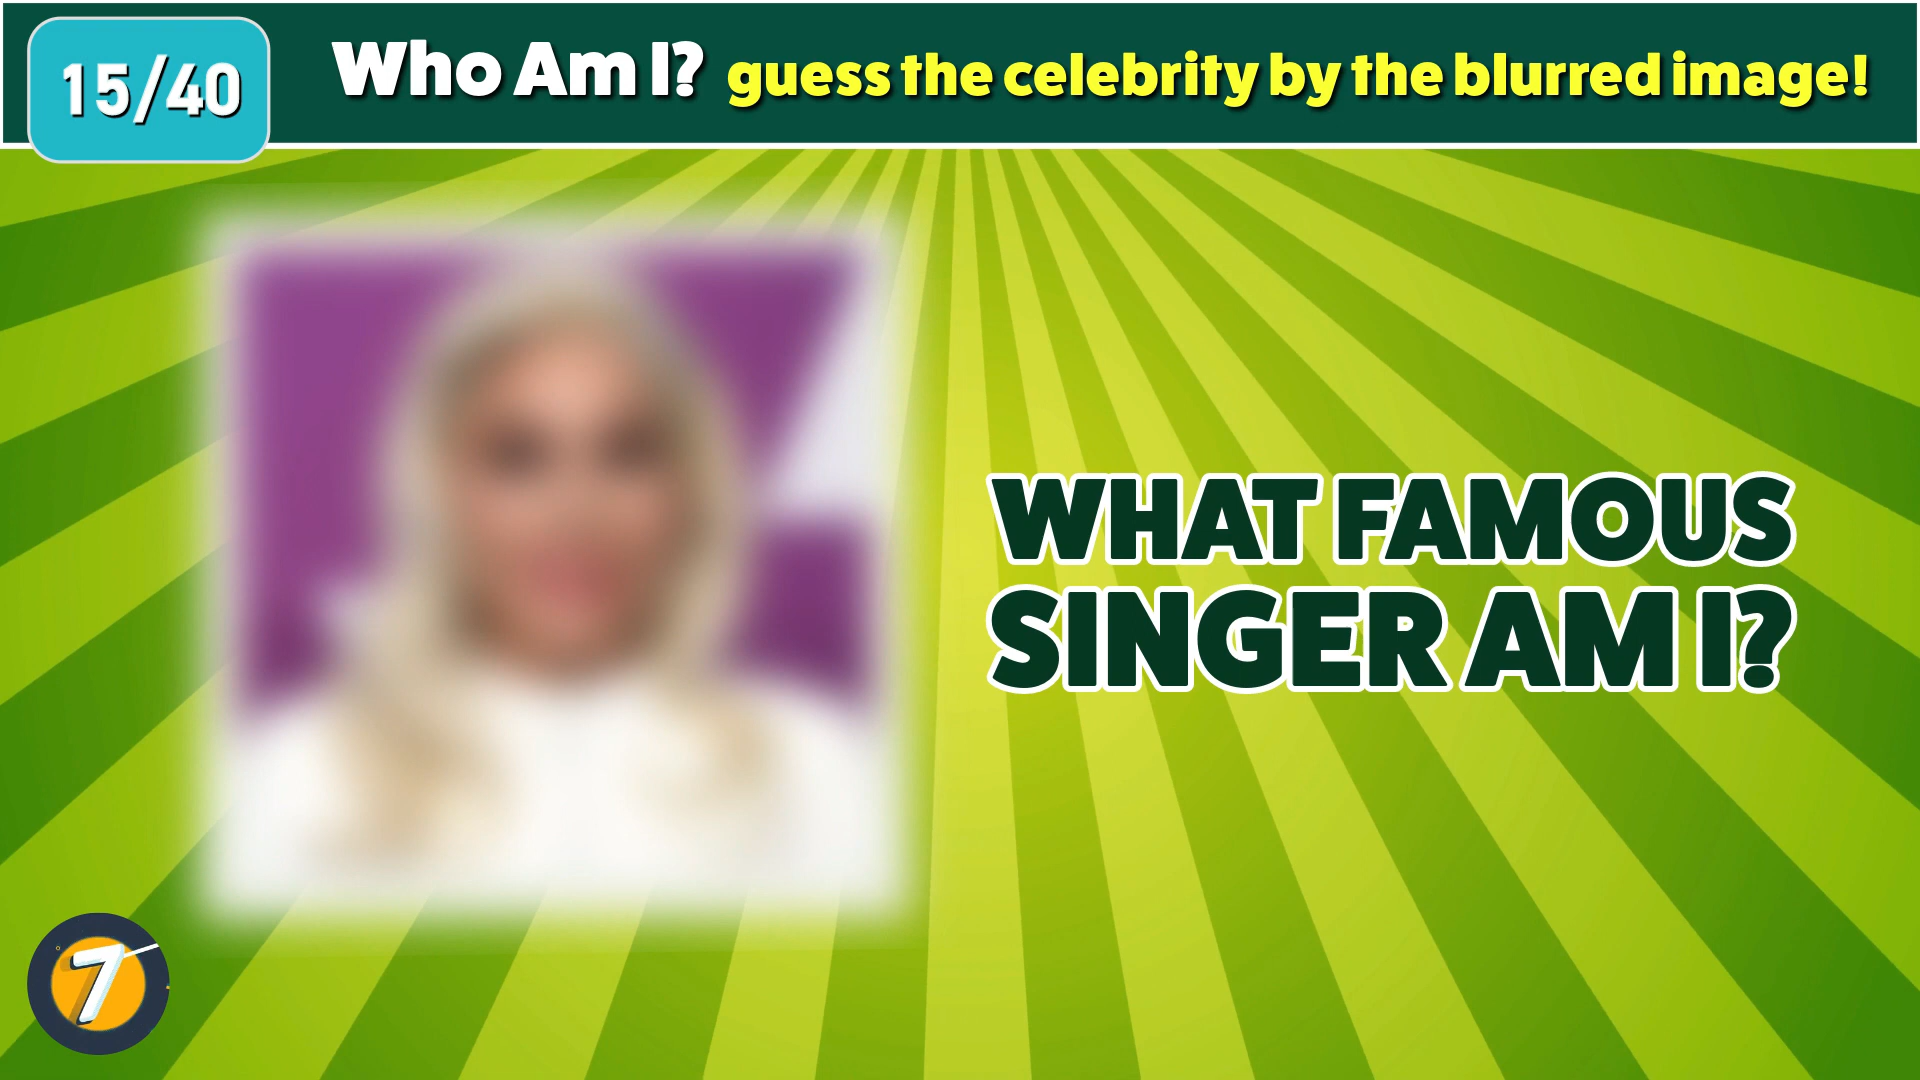 15/40
Who Am I? guess the celebrity by the blurred image!
WHAT FAMOUS
SINGER AM I?
7